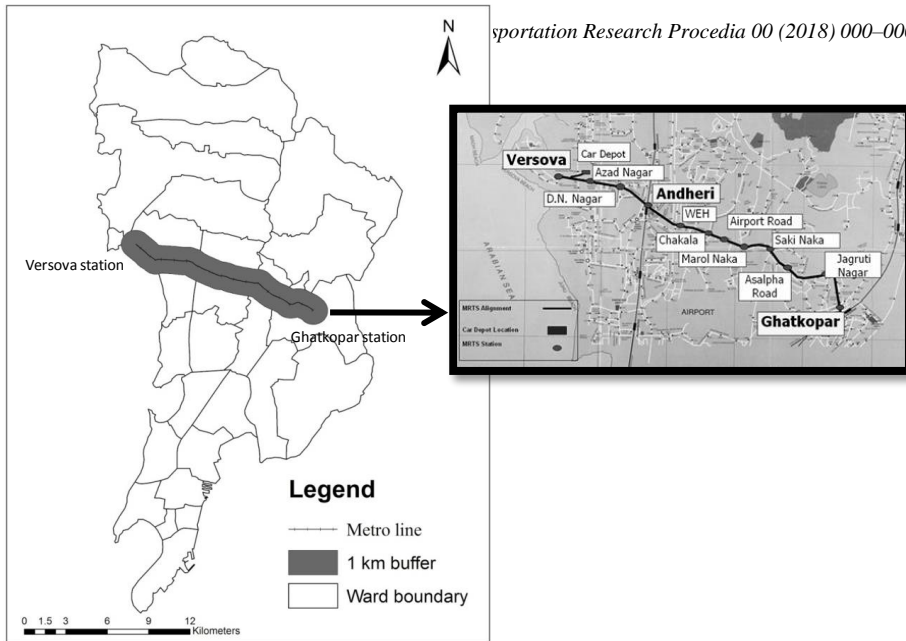 N
sportation Research Procedia 00 (2018) 000–000
Versova station
Ghatkopar station
Versova
Car Depot
Azad Nagar
D.N. Nagar
Andheri
WEH
Airport Road
Chakala
Saki Naka
Marol Naka
Jagruti
Nagar
Asalpha
Road
ARABIAN SEA
AIRPORT
Ghatkopar
MRTS Alignment
Car Depot Location
MRTS Station
Legend
Metro line
1 km buffer
Ward boundary
0 1.5 3 6 9 12
Kilometers